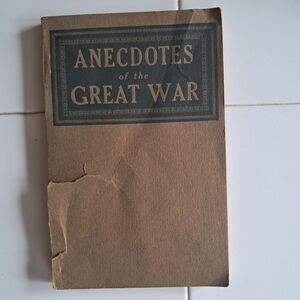 ANECDOTES
of the
GREAT WAR